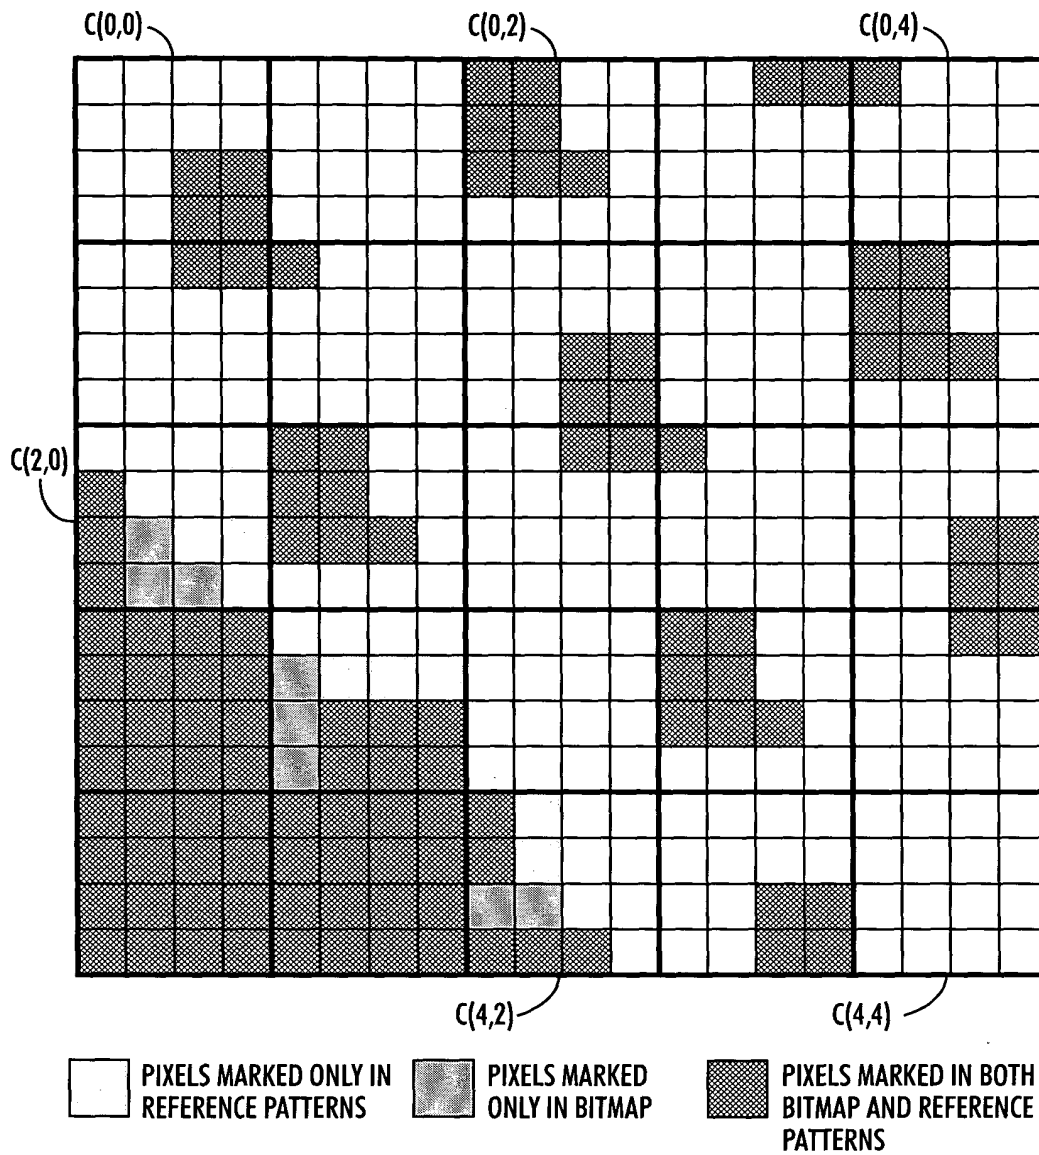 C(0,0) C(0,2) C(0,4)
C(2,0)
C(4,2) C(4,4)
PIXELS MARKED ONLY IN
REFERENCE PATTERNS
PIXELS MARKED
ONLY IN BITMAP
PIXELS MARKED IN BOTH
BITMAP AND REFERENCE
PATTERNS